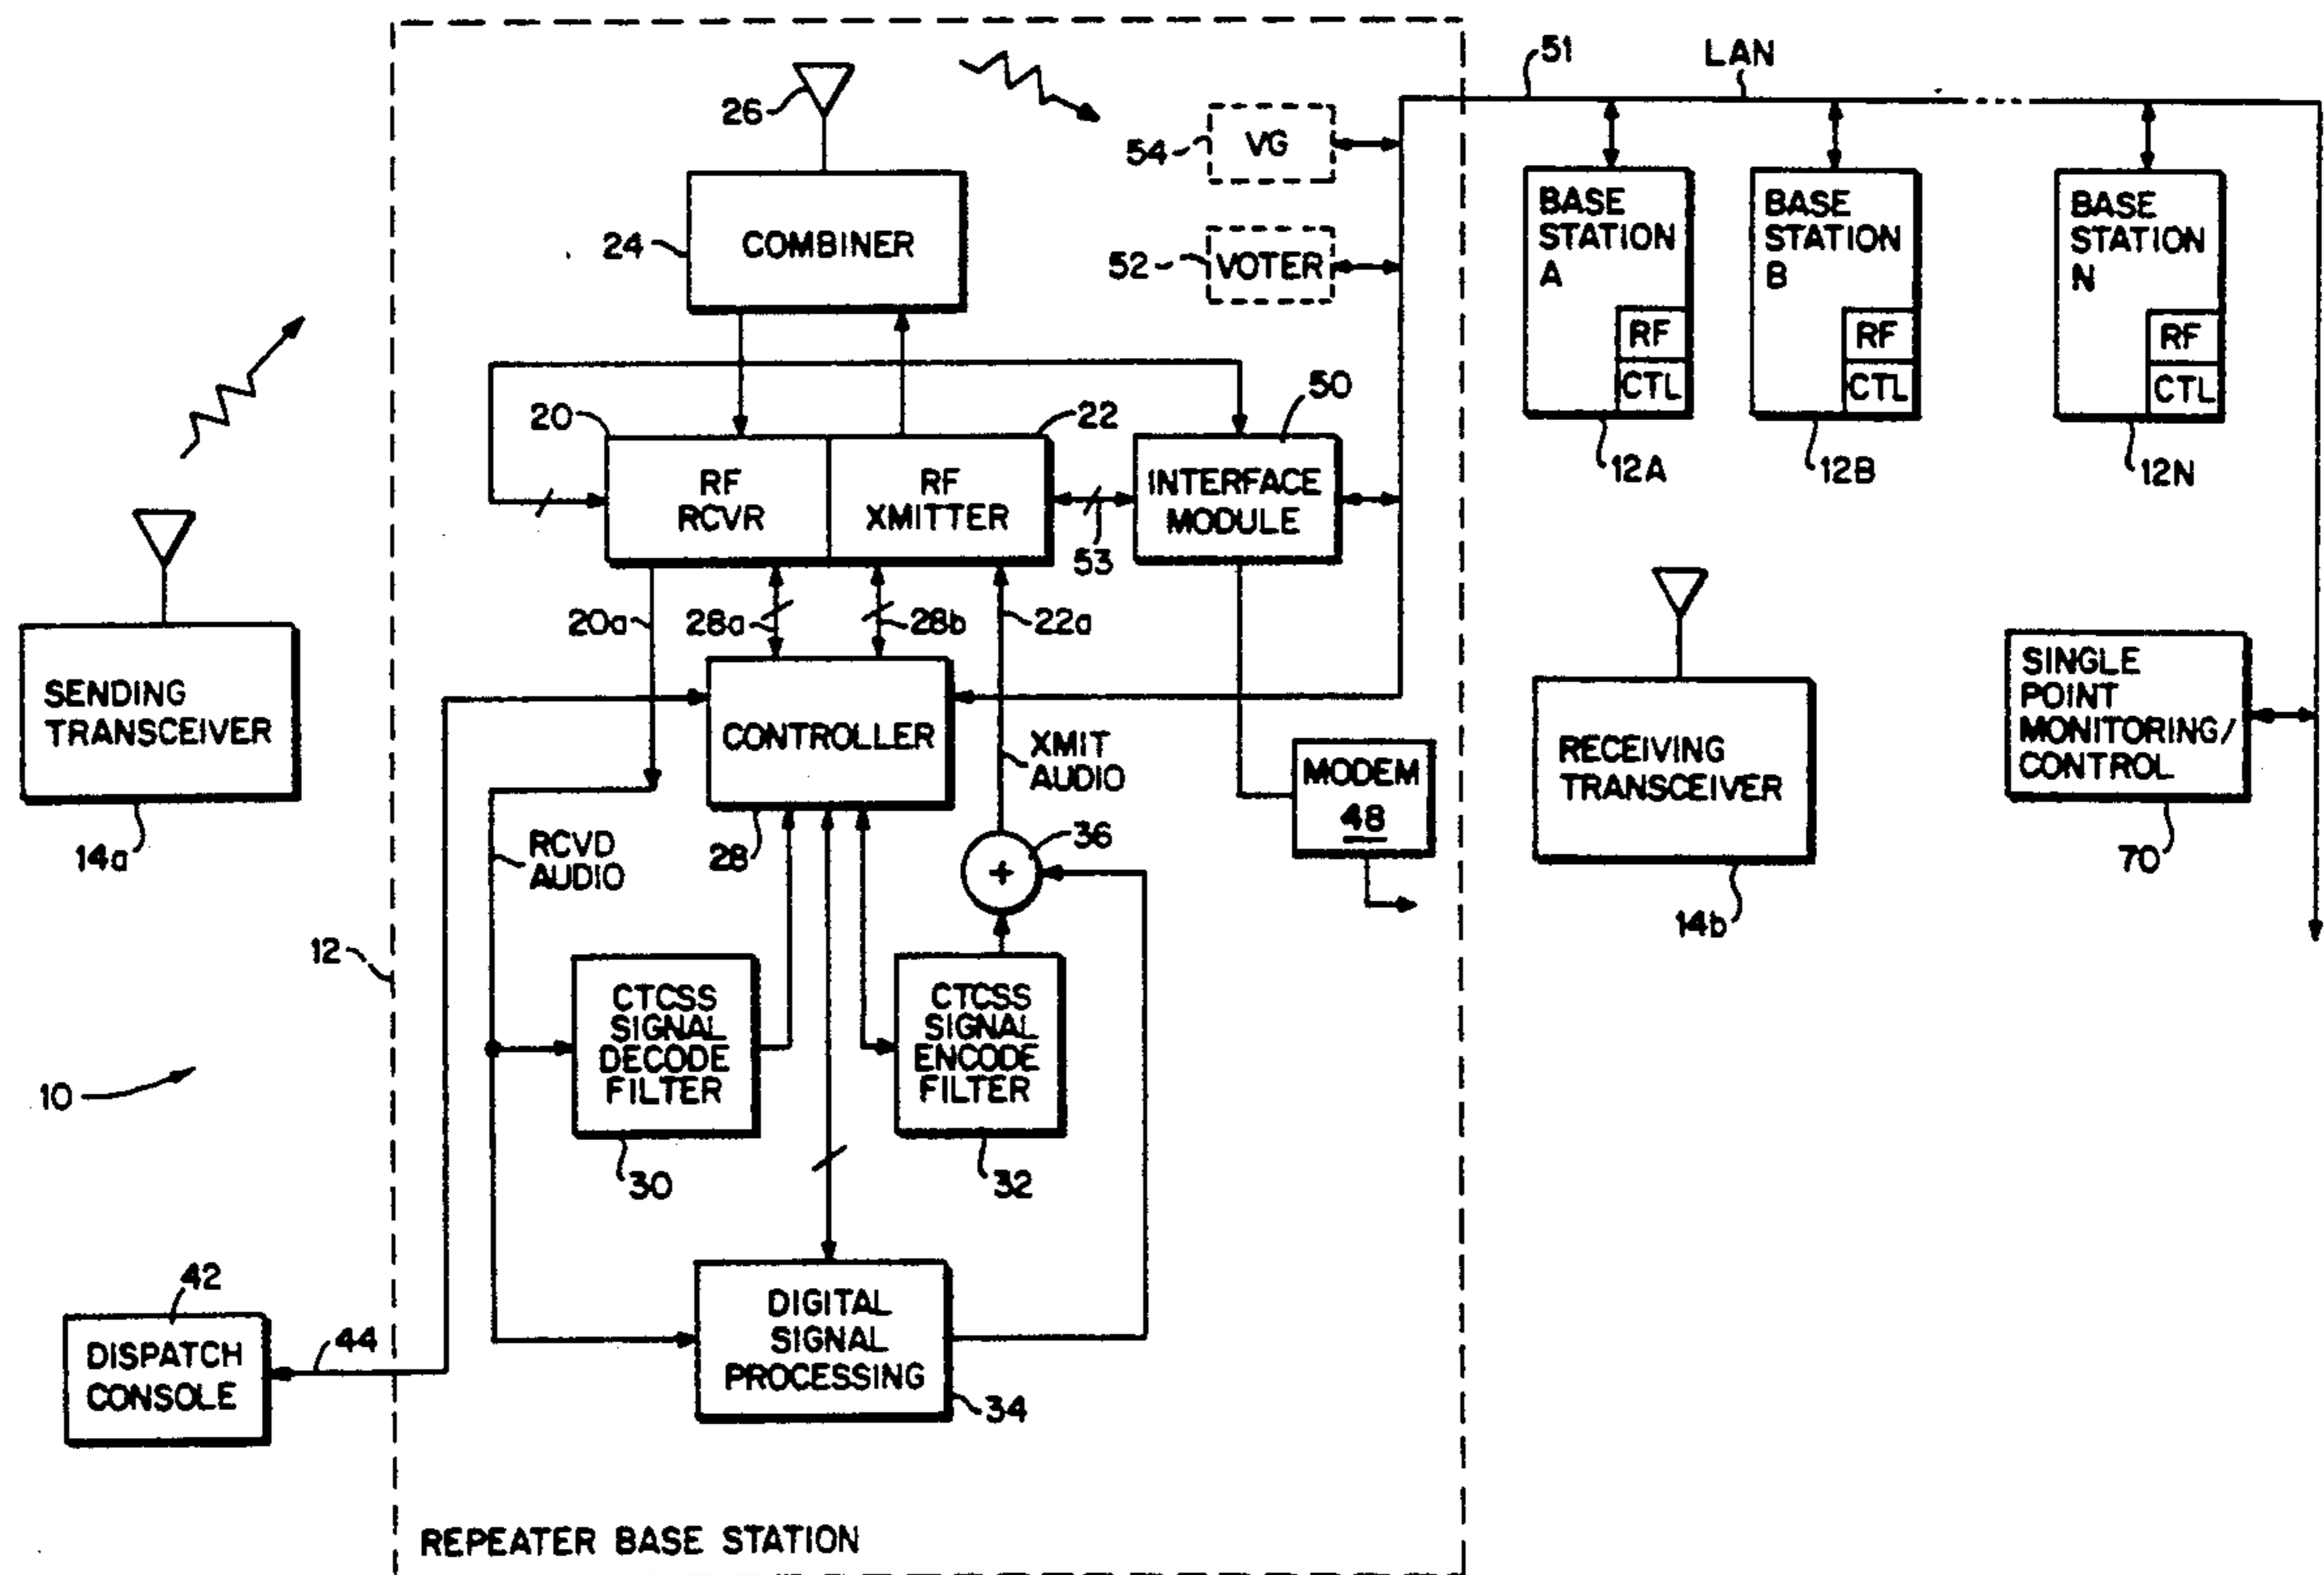 51
LAN
26
54
VG
52
VOTER
24
COMBINER
BASE
STATION
A
RF
CTL
12A
BASE
STATION
B
RF
CTL
12B
BASE
STATION
N
RF
CTL
12N
20
22
50
RF
RCVR
RF
XMITTER
53
INTERFACE
MODULE
20a
28a
28b
22a
SENDING
TRANSCEIVER
14a
CONTROLLER
28
XMIT
AUDIO
MODEM
48
RECEIVING
TRANSCEIVER
14b
SINGLE
POINT
MONITORING/
CONTROL
70
RCVD
AUDIO
36
+
12
CTCSS
SIGNAL
DECODE
FILTER
30
CTCSS
SIGNAL
ENCODE
FILTER
32
10
42
DISPATCH
CONSOLE
44
DIGITAL
SIGNAL
PROCESSING
34
REPEATER BASE STATION